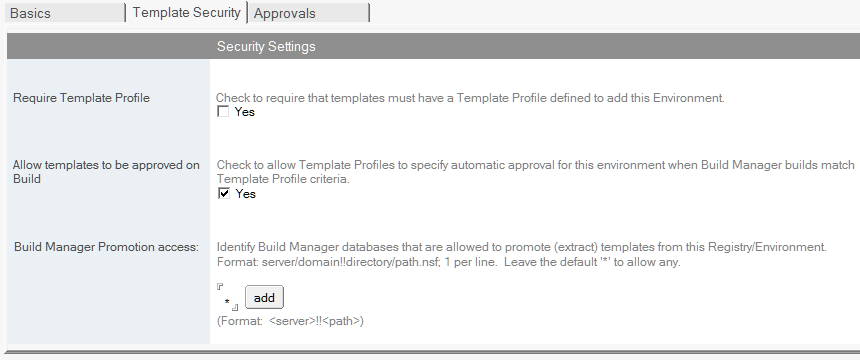 Basics
Template Security
Approvals
Security Settings
Require Template Profile
Check to require that templates must have a Template Profile defined to add this Environment.
Yes
Allow templates to be approved on
Build
Check to allow Template Profiles to specify automatic approval for this environment when Build Manager builds match
Template Profile criteria.
Yes
Build Manager Promotion access:
Identify Build Manager databases that are allowed to promote (extract) templates from this Registry/Environment.
Format: server/domain!!directory/path.nsf; 1 per line.  Leave the default '*' to allow any.
*
add
(Format:  <server>!!<path>)